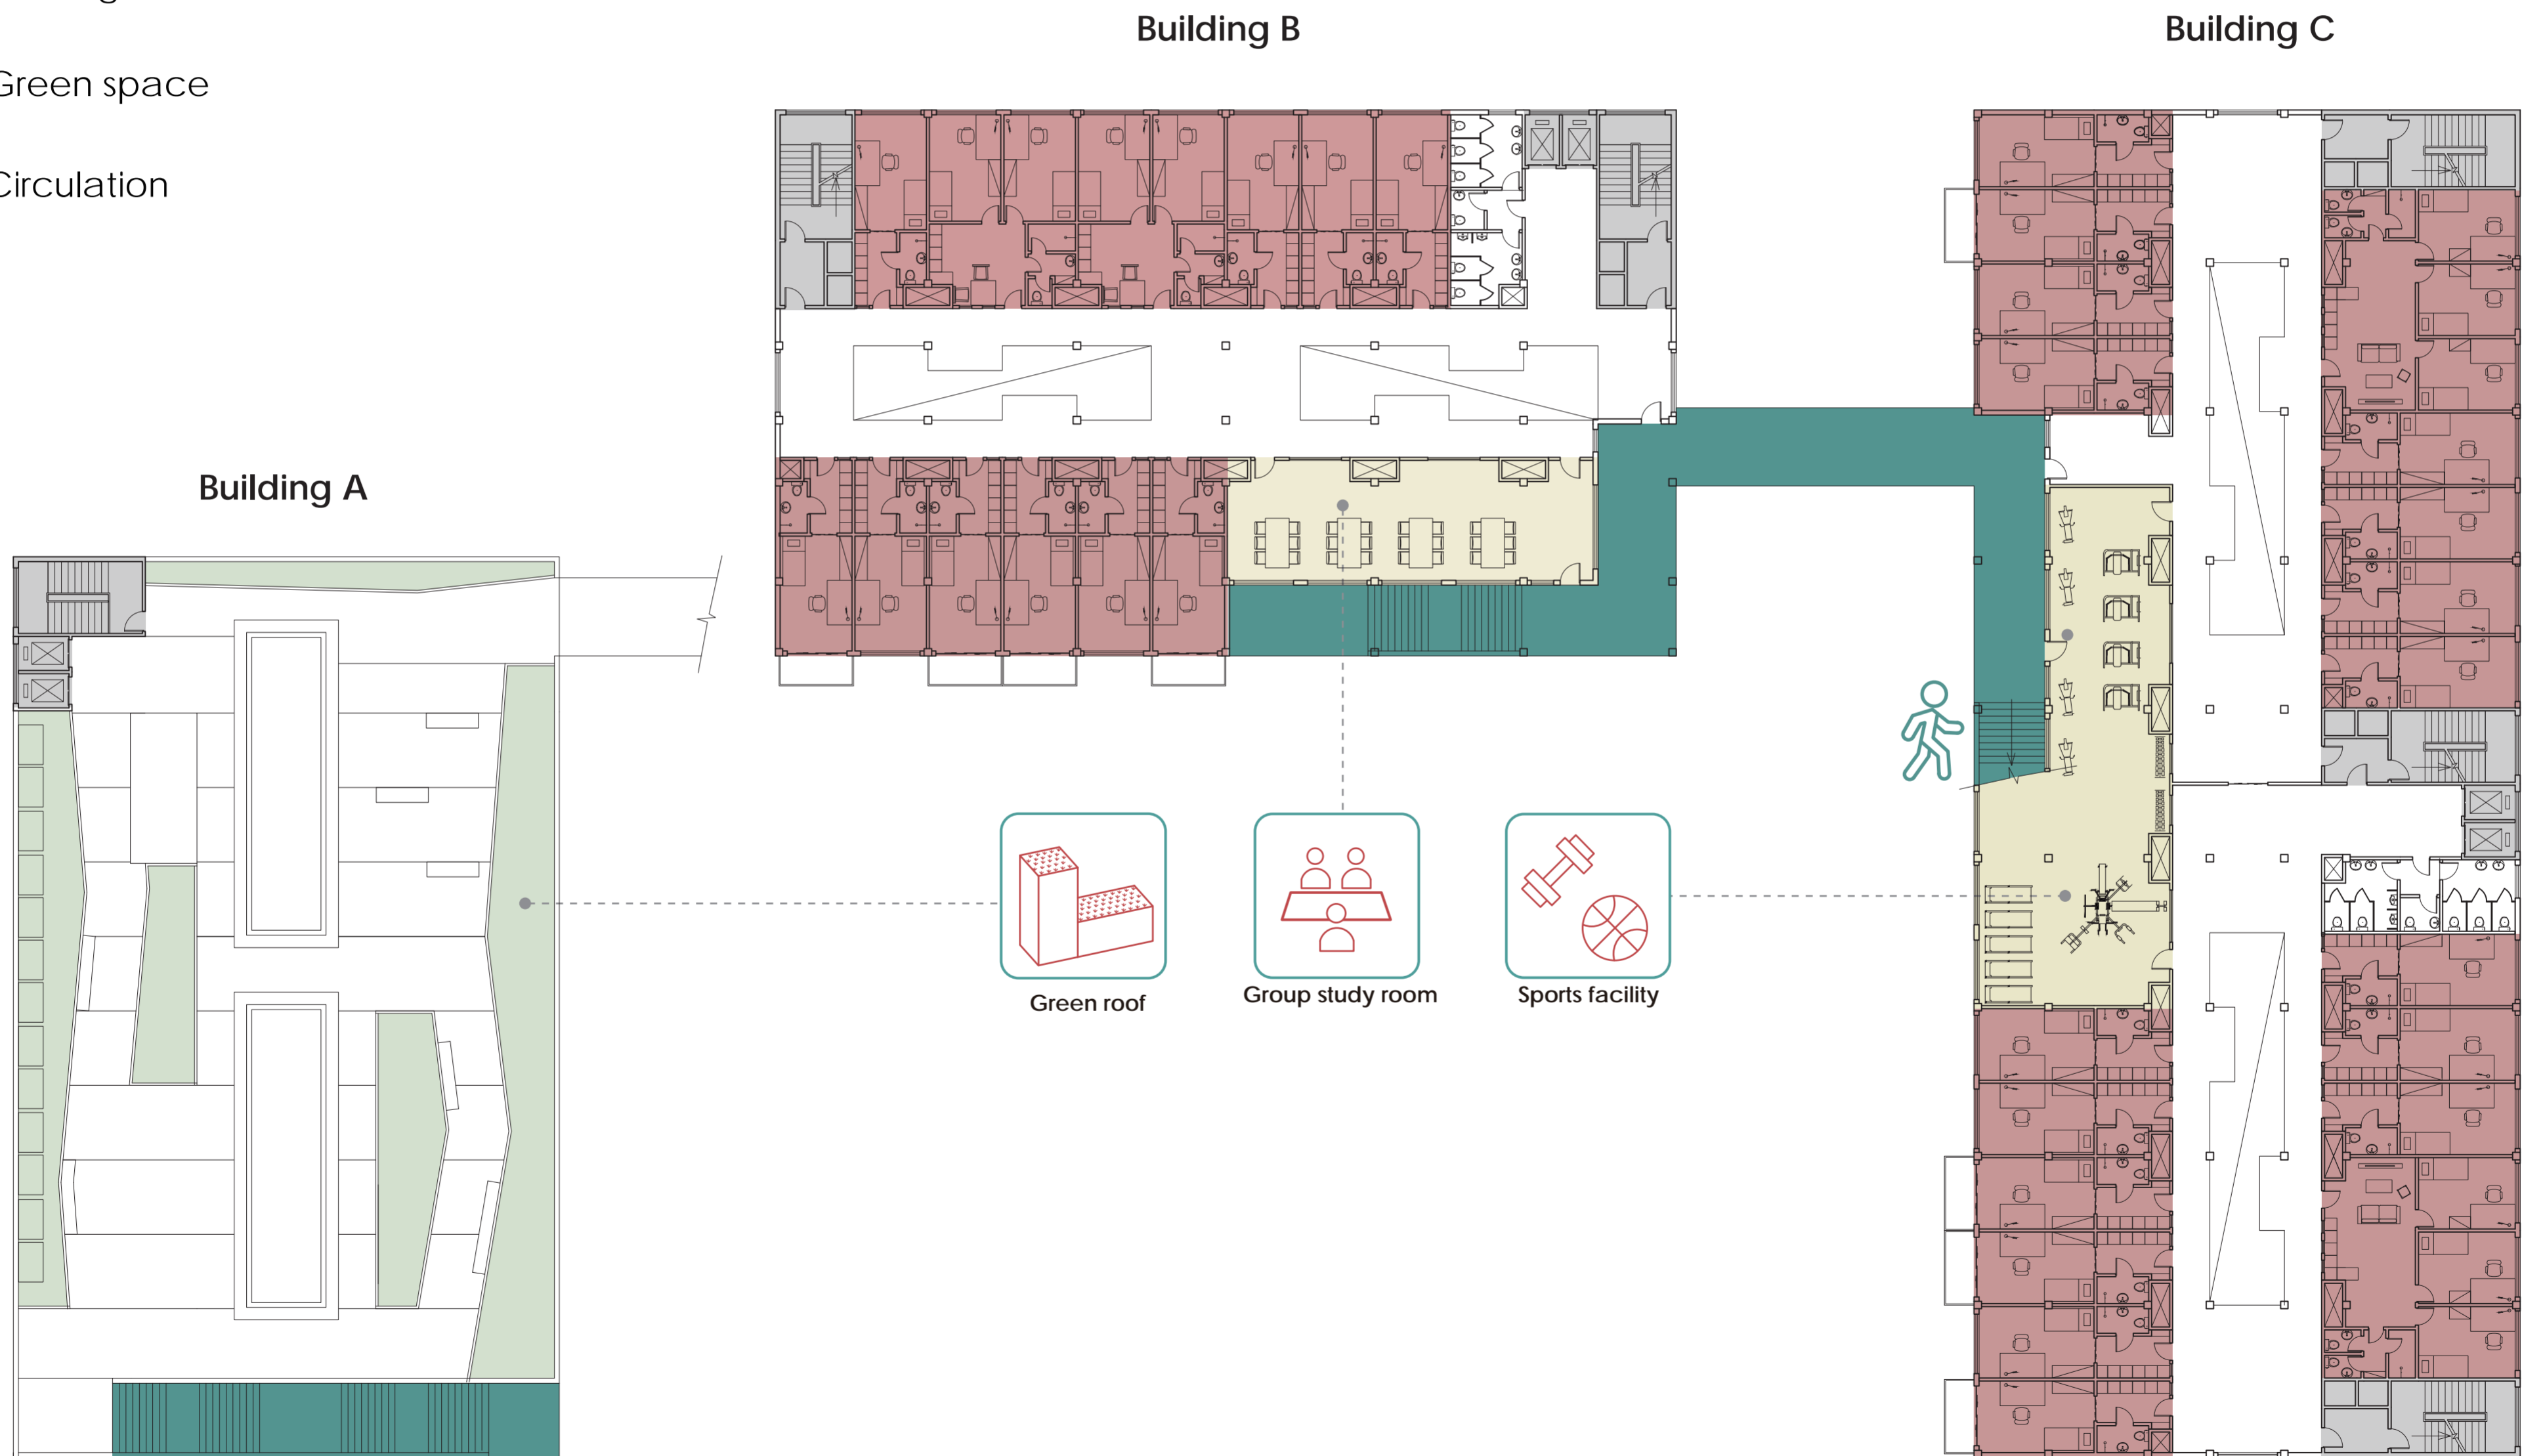 Building B
Building C
Green space
Circulation
Building A
Green roof
Group study room
Sports facility